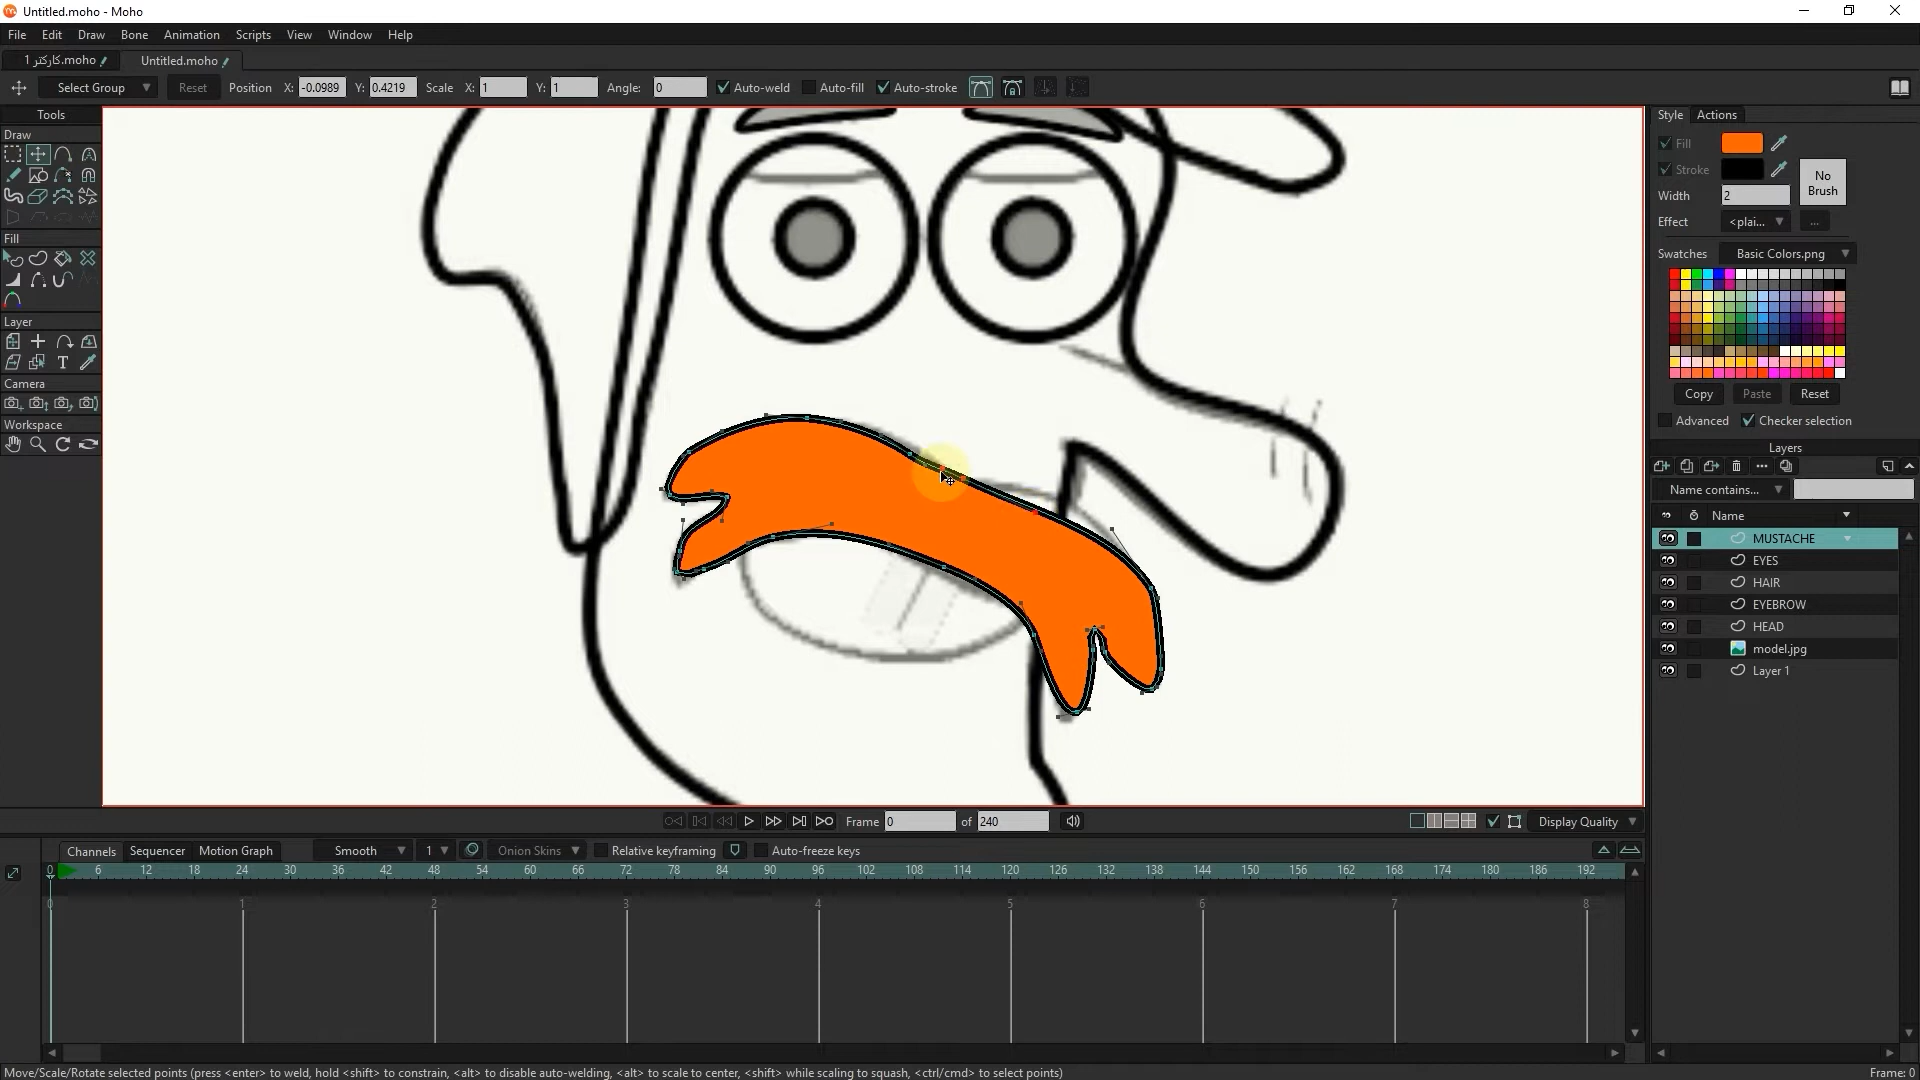 Untitled.moho - Moho
File Edit Draw Bone Animation Scripts View Window Help
کارکتر 1.moho
Untitled.moho
Select Group Reset Position X: -0.0989 Y: 0.4219 Scale X: 1 Y: 1 Angle: 0 Auto-weld Auto-fill Auto-stroke
Tools
Draw
Fill
Layer
T
Camera
Workspace
Style Actions
Fill
Stroke
No Brush
Width 2
Effect <plai... ...
Swatches Basic Colors.png
Copy Paste Reset
Advanced Checker selection
Layers
Name contains...
Name
MUSTACHE
EYES
HAIR
EYEBROW
HEAD
model.jpg
Layer 1
Frame 0 of 240 Display Quality
Channels Sequencer Motion Graph Smooth 1 Onion Skins Relative keyframing Auto-freeze keys
0 6 12 18 24 30 36 42 48 54 60 66 72 78 84 90 96 102 108 114 120 126 132 138 144 150 156 162 168 174 180 186 192
0 1 2 3 4 5 6 7 8
Move/Scale/Rotate selected points (press <enter> to weld, hold <shift> to constrain, <alt> to disable auto-welding, <alt> to scale to center, <shift> while scaling to squash, <ctrl/cmd> to select points) Frame: 0